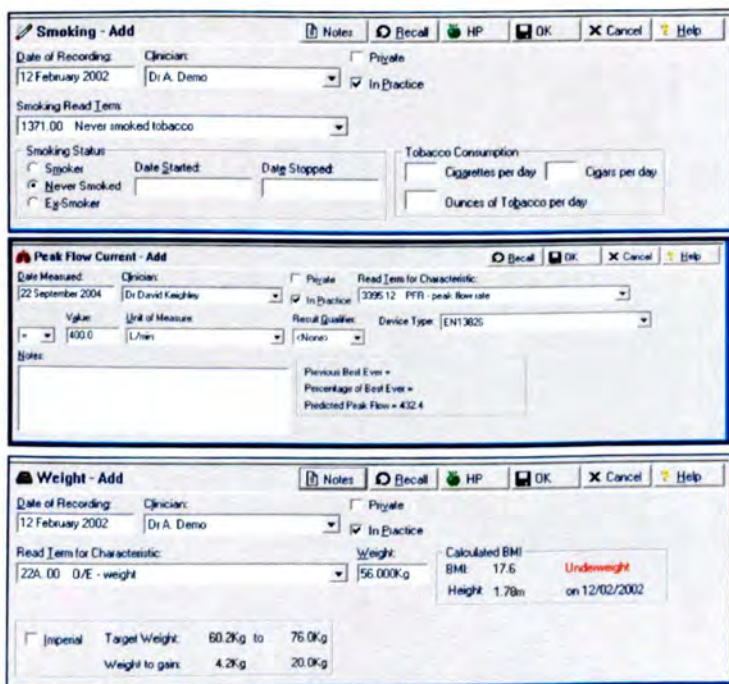 Smoking - Add Notes Recall HP OK Cancel Help
Date of Recording: Clinician: Private
12 February 2002 Dr A. Demo In Practice
Smoking Read Term:
1371.00 Never smoked tobacco
Smoking Status Tobacco Consumption
Smoker Date Started: Date Stopped: Cigarettes per day Cigars per day
Never Smoked
Ex-Smoker Ounces of Tobacco per day
Peak Flow Current - Add Recall OK Cancel Help
Date Measured: Clinician: Private Read Term for Characteristic:
22 September 2004 Dr David Keighley In Practice 3395.12 PFR - peak flow rate
Value: Unit of Measure: Result Qualifier: Device Type: EN13826
= 400.0 L/min <None>
Notes:
Previous Best Ever =
Percentage of Best Ever =
Predicted Peak Flow = 432.4
Weight - Add Notes Recall HP OK Cancel Help
Date of Recording: Clinician: Private
12 February 2002 Dr A. Demo In Practice
Read Term for Characteristic: Weight: Calculated BMI
22A..00 O/E - weight 56.000Kg BMI: 17.6 Underweight
Height: 1.78m on 12/02/2002
Imperial Target Weight: 60.2Kg to 76.0Kg
Weight to gain: 4.2Kg 20.0Kg